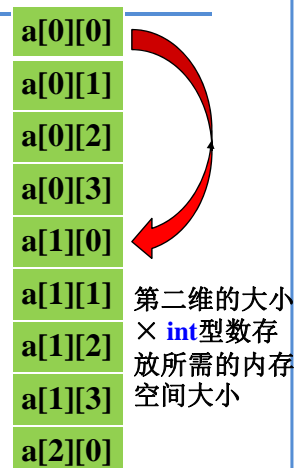 a[0][0]
a[0][1]
a[0][2]
a[0][3]
a[1][0]
a[1][1]
a[1][2]
a[1][3]
a[2][0]
第二维的大小
× int型数存
放所需的内存
空间大小